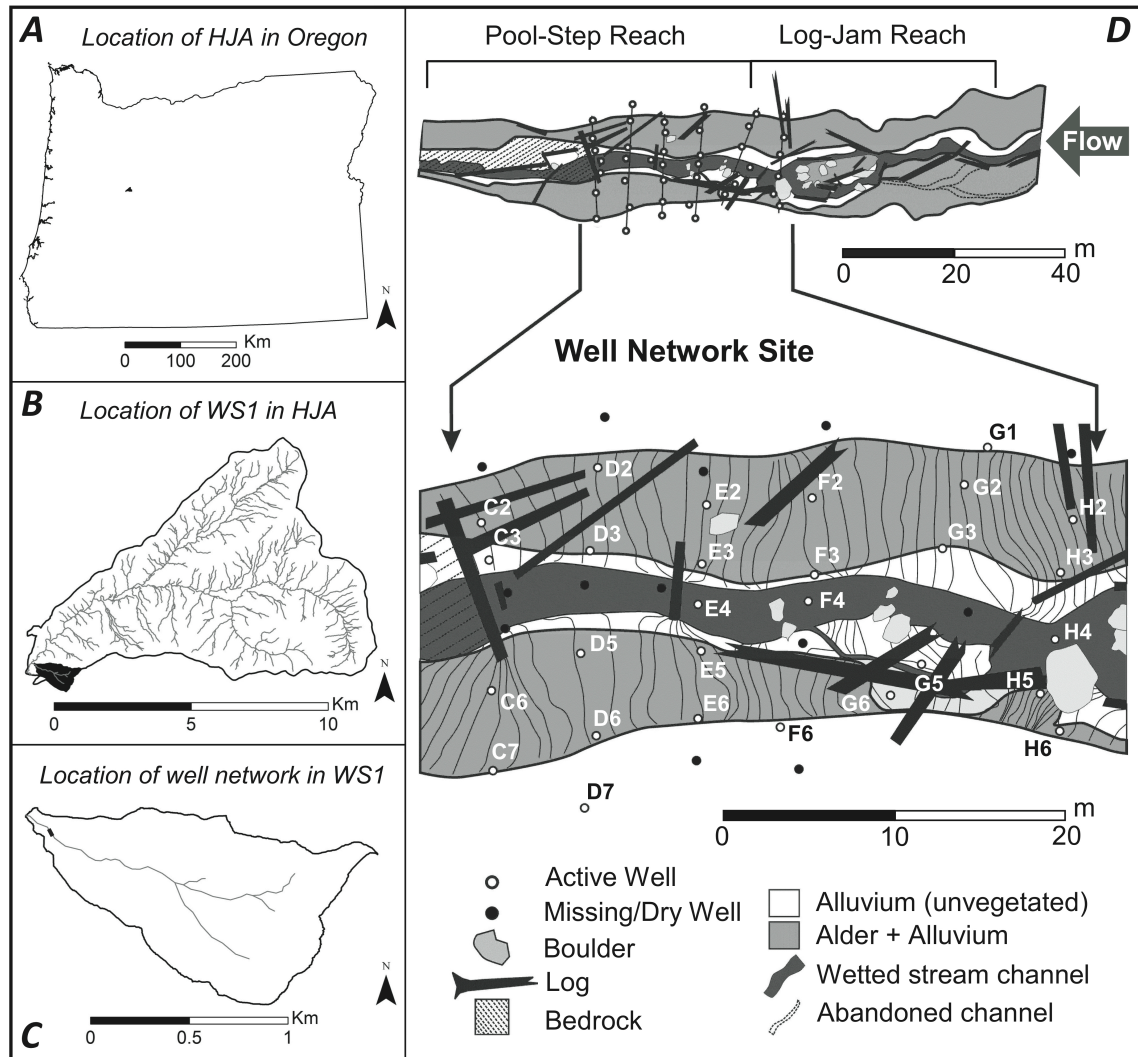 A
Location of HJA in Oregon
N
Km
0 100 200
B
Location of WS1 in HJA
N
Km
0 5 10
Location of well network in WS1
N
Km
0 0.5 1
C
Pool-Step Reach
Log-Jam Reach
D
Flow
m
0 20 40
Well Network Site
G1
D2
C2
E2
F2
G2
H2
C3
D3
E3
F3
G3
H3
E4
F4
H4
D5
E5
G5
H5
C6
D6
E6
F6
G6
H6
C7
D7
m
0 10 20
Active Well
Missing/Dry Well
Boulder
Log
Bedrock
Alluvium (unvegetated)
Alder + Alluvium
Wetted stream channel
Abandoned channel